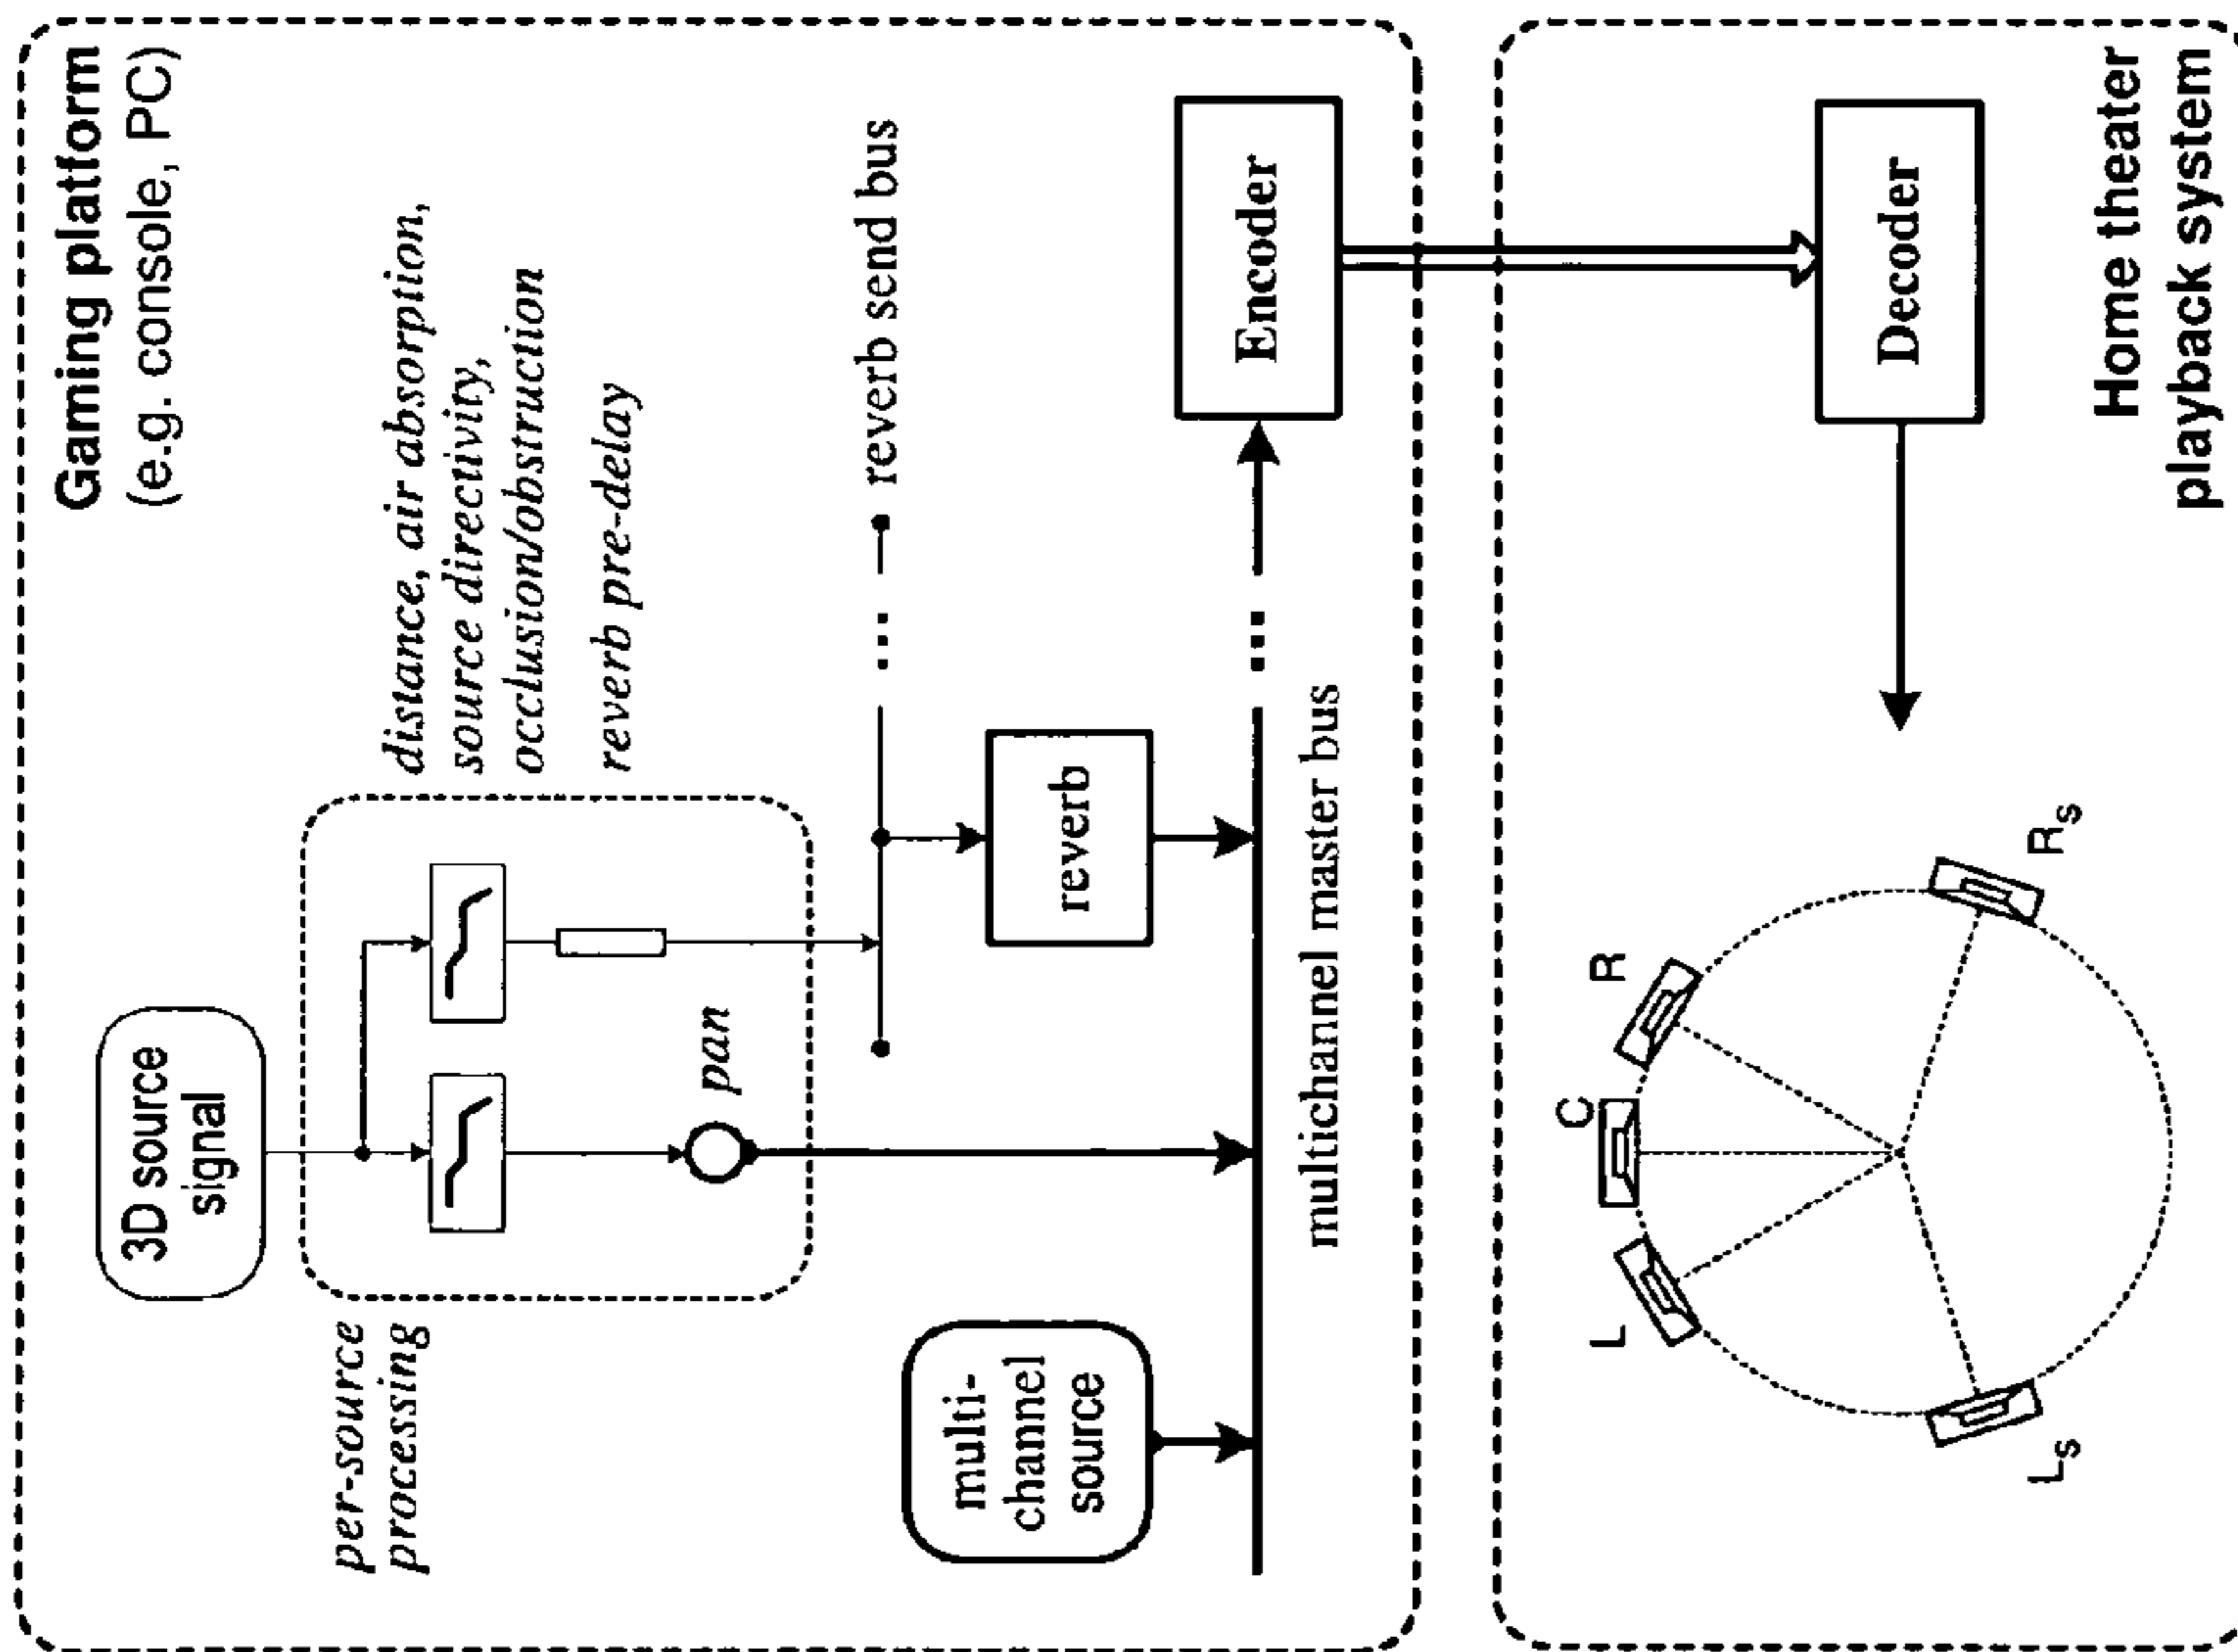 Gaming platform
(e.g. console, PC)
3D source
signal
per-source
processing
distance, air absorption,
source directivity,
occlusion/obstruction
reverb pre-delay
pan
reverb send bus
multi-
channel
source
reverb
Encoder
multichannel master bus
L
C
R
Ls
Rs
Decoder
Home theater
playback system